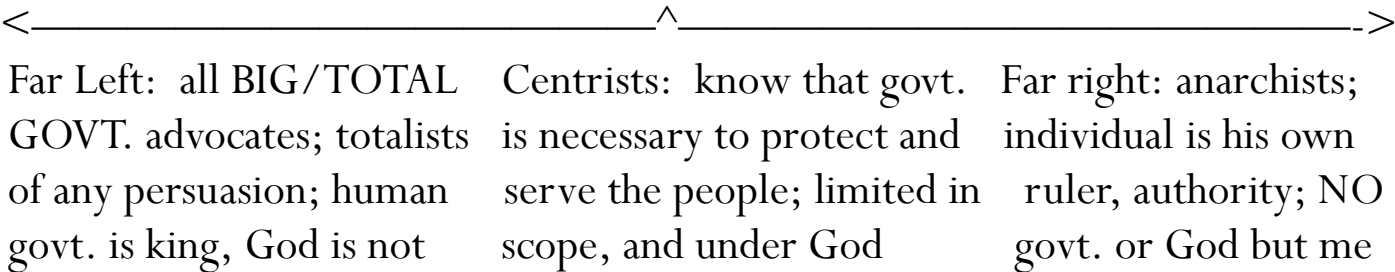 Far Left: all BIG/TOTAL
GOVT. advocates; totalists
of any persuasion; human
govt. is king, God is not
Centrists: know that govt.
is necessary to protect and
serve the people; limited in
scope, and under God
Far right: anarchists;
individual is his own
ruler, authority; NO
govt. or God but me